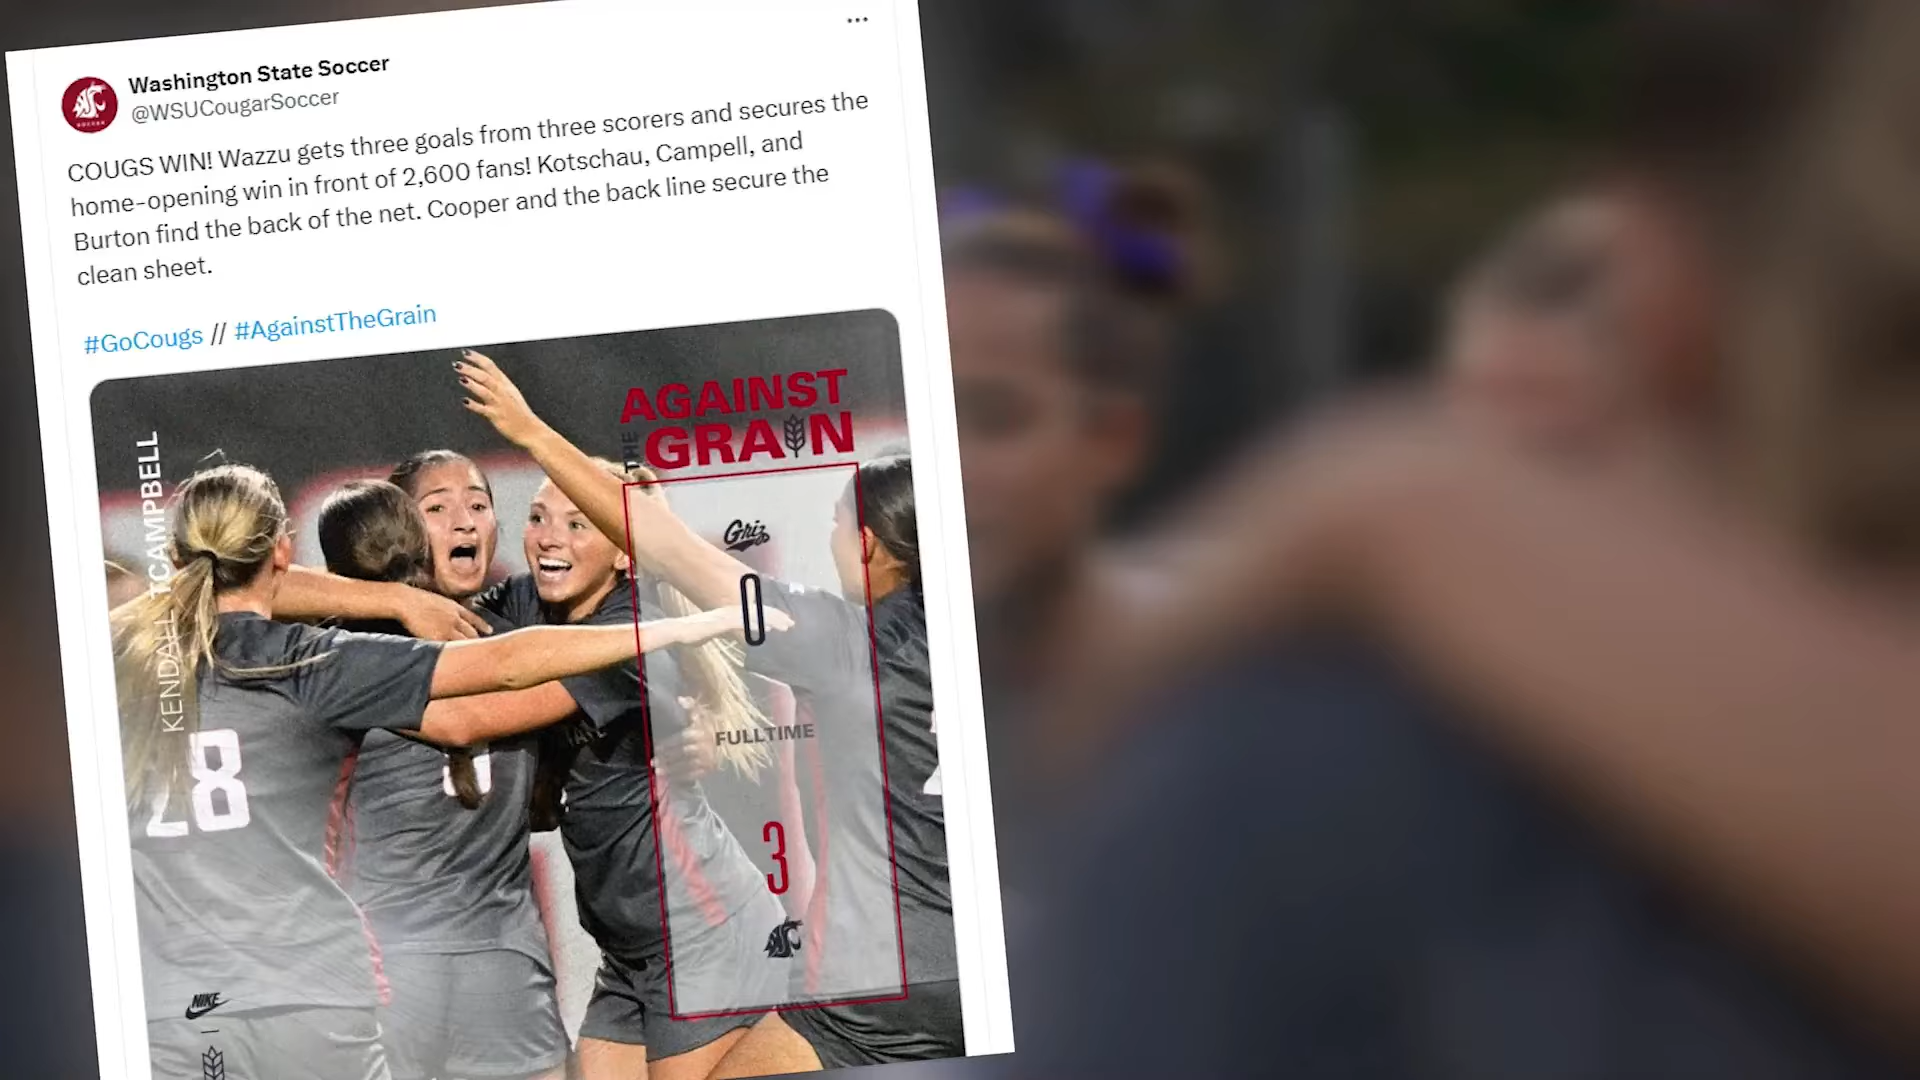 Washington State Soccer
@WSUCougarSoccer
COUGS WIN! Wazzu gets three goals from three scorers and secures the
home-opening win in front of 2,600 fans! Kotschau, Campell, and
Burton find the back of the net. Cooper and the back line secure the
clean sheet.
#GoCougs // #AgainstTheGrain
AGAINST
THE GRAIN
KENDALL TCAMPBELL
Griz
0
FULLTIME
3
28
NIKE